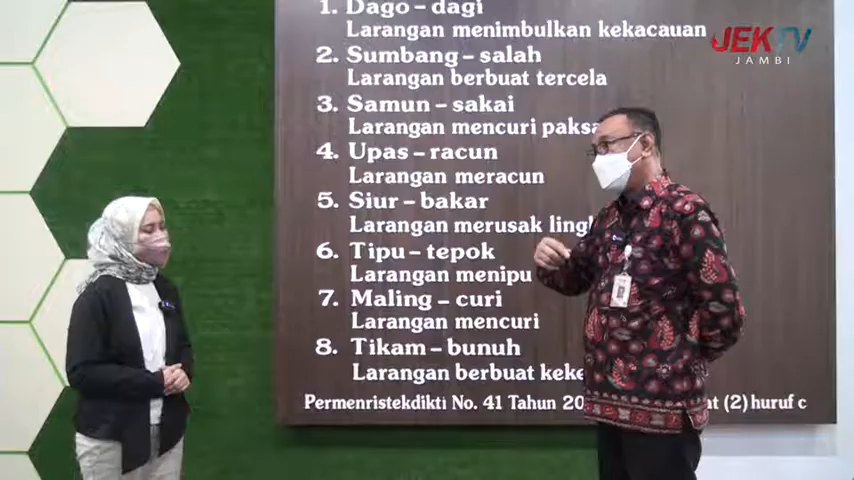 1. Dago-dagi
Larangan menimbulkan kekacauan
JEKTV
JAMBI
2. Sumbang-salah
Larangan berbuat tercela
3. Samun-sakai
Larangan mencuri paksa
4. Upas-racun
Larangan meracun
5. Siur-bakar
Larangan merusak
6. Tipu-tepok
Larangan menipu
7. Maling-curi
Larangan mencuri
8. Tikam-bunuh
Larangan berbuat
Permenristekdikti No. 41 Tahun (2) huruf c